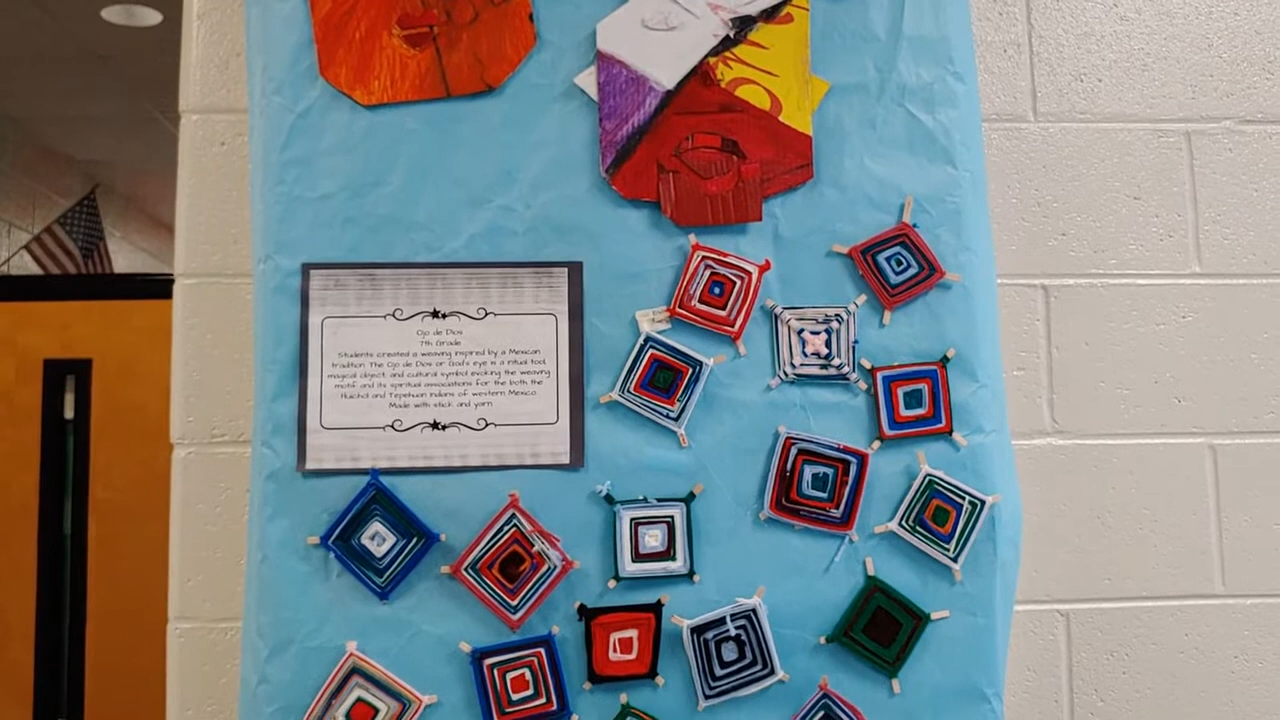 Ojo de Dios
7th Grade
Students created a weaving inspired by a Mexican
tradition. The Ojo de Dios or God's eye is a ritual tool,
magical object, and cultural symbol evoking the weaving
motif and its spiritual associations for the both the
Huichol and Tepehuan Indians of western Mexico.
Made with stick and yarn